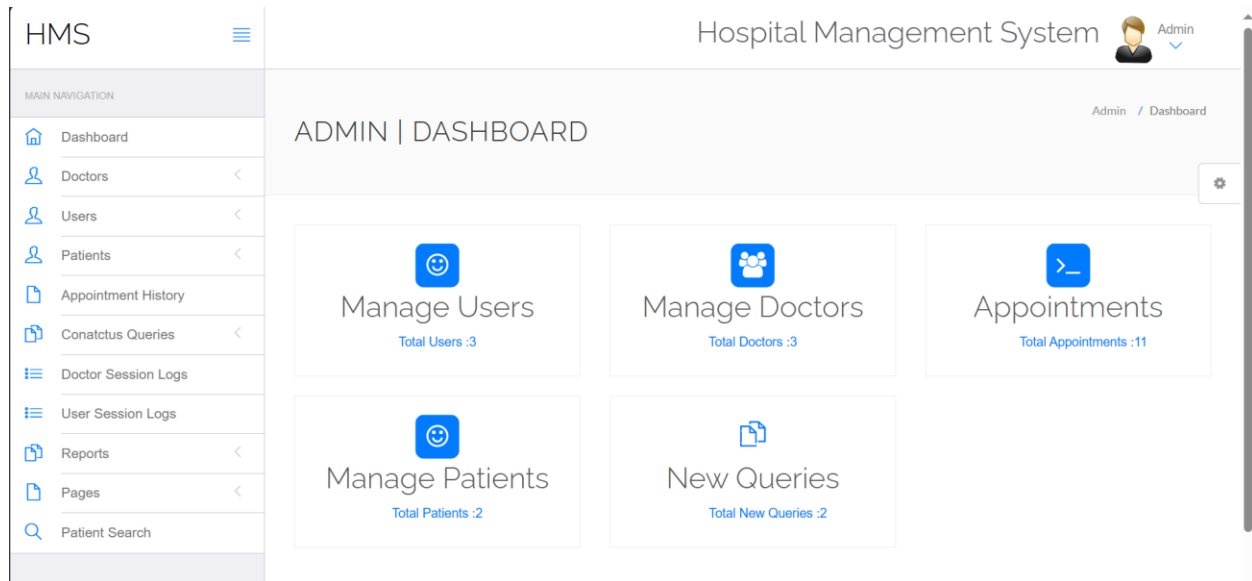 HMS
Hospital Management System
Admin
MAIN NAVIGATION
Dashboard
Doctors
Users
Patients
Appointment History
Conatctus Queries
Doctor Session Logs
User Session Logs
Reports
Pages
Patient Search
ADMIN | DASHBOARD
Admin / Dashboard
Manage Users
Total Users :3
Manage Doctors
Total Doctors :3
Appointments
Total Appointments :11
Manage Patients
Total Patients :2
New Queries
Total New Queries :2